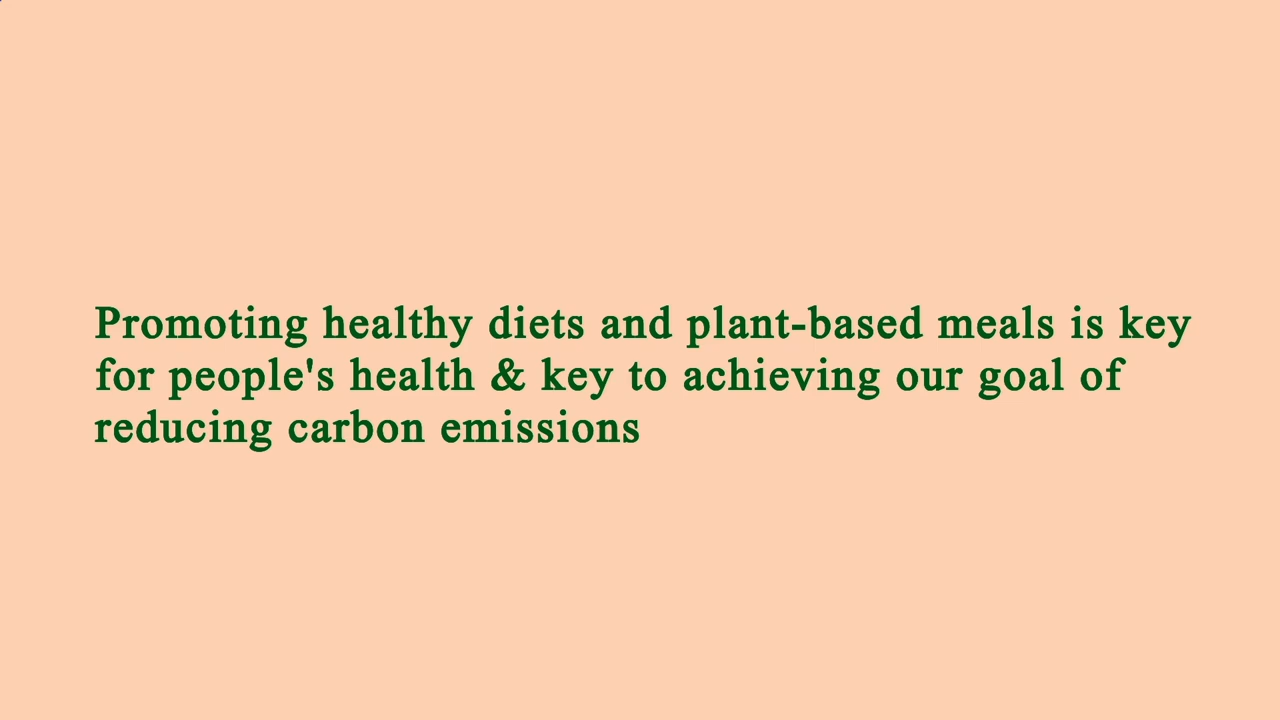 Promoting healthy diets and plant-based meals is key
for people's health & key to achieving our goal of
reducing carbon emissions